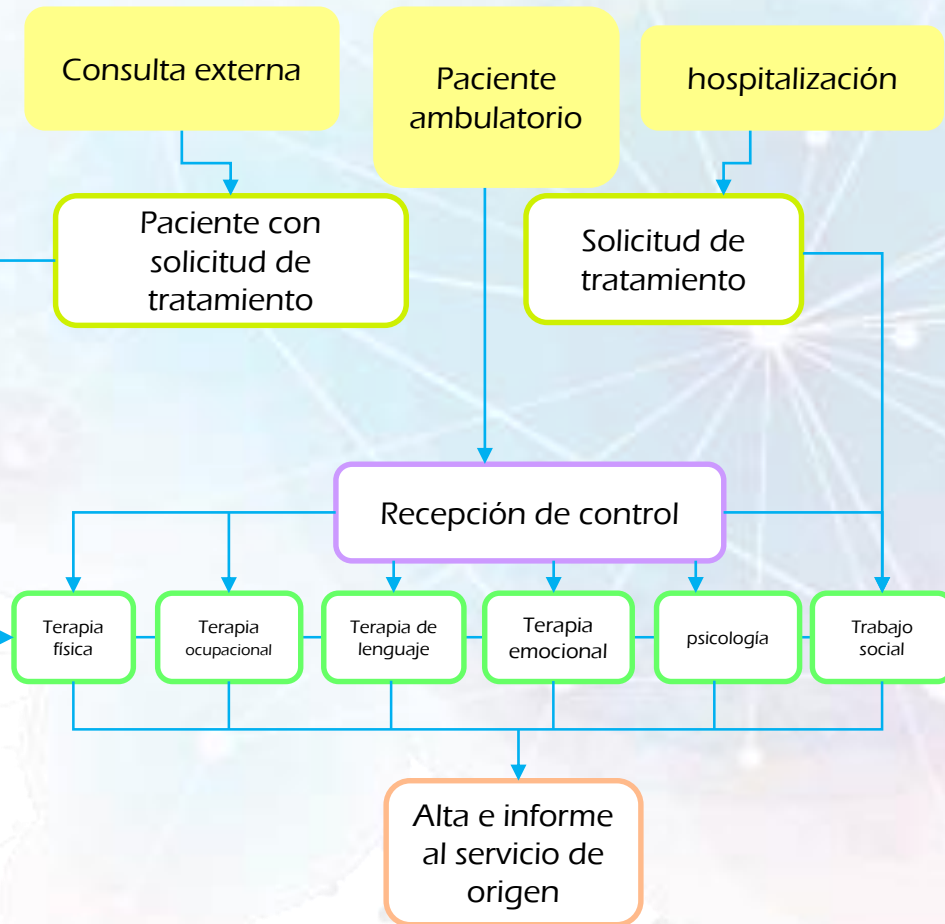 Consulta externa
Paciente
ambulatorio
hospitalización
Paciente con
solicitud de
tratamiento
Solicitud de
tratamiento
Recepción de control
Terapia
física
Terapia
ocupacional
Terapia de
lenguaje
Terapia
emocional
psicología
Trabajo
social
Alta e informe
al servicio de
origen